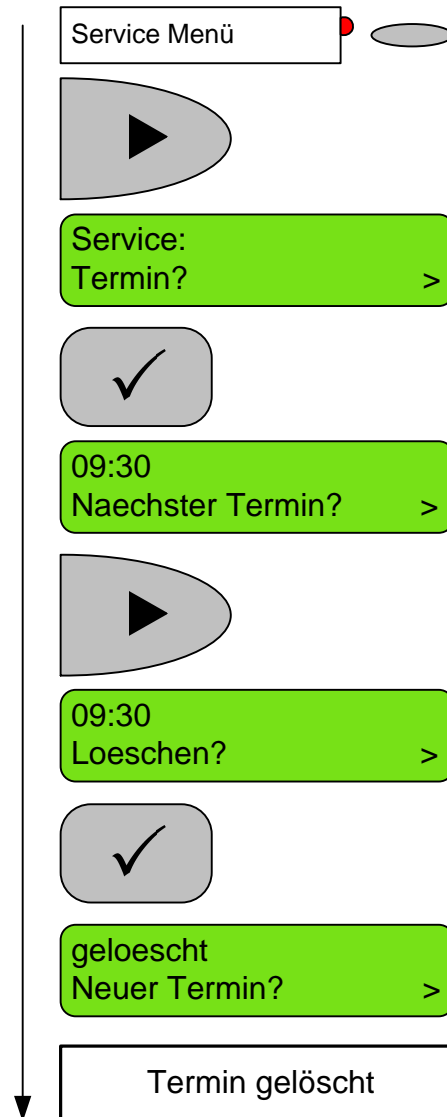 Service Menü
Service:
Termin? >
09:30
Naechster Termin? >
09:30
Loeschen? >
geloescht
Neuer Termin? >
Termin gelöscht